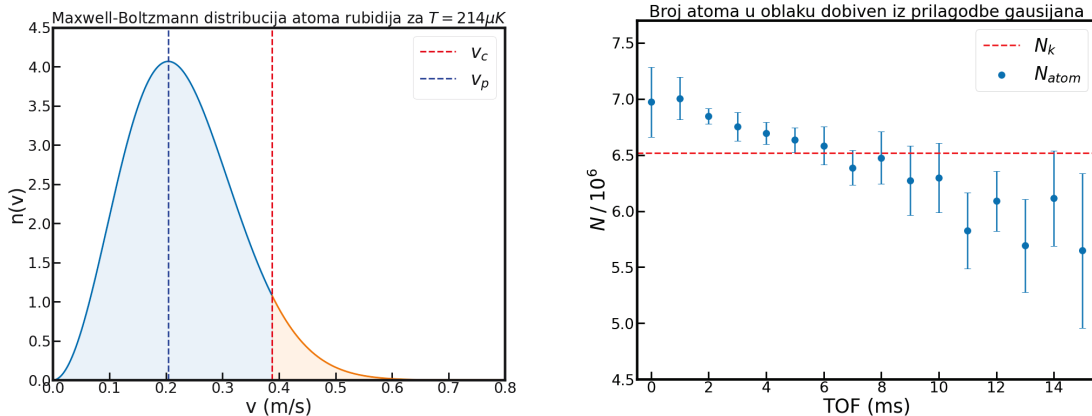 Maxwell-Boltzmann distribucija atoma rubidija za T = 214μK
4.5
4.0
3.5
3.0
2.5
2.0
1.5
1.0
0.5
0.0
n(v)
v_c
v_p
0.0 0.1 0.2 0.3 0.4 0.5 0.6 0.7 0.8
v (m/s)
Broj atoma u oblaku dobiven iz prilagodbe gausijana
7.5
7.0
6.5
6.0
5.5
5.0
4.5
N / 10^6
N_k
N_atom
0 2 4 6 8 10 12 14
TOF (ms)